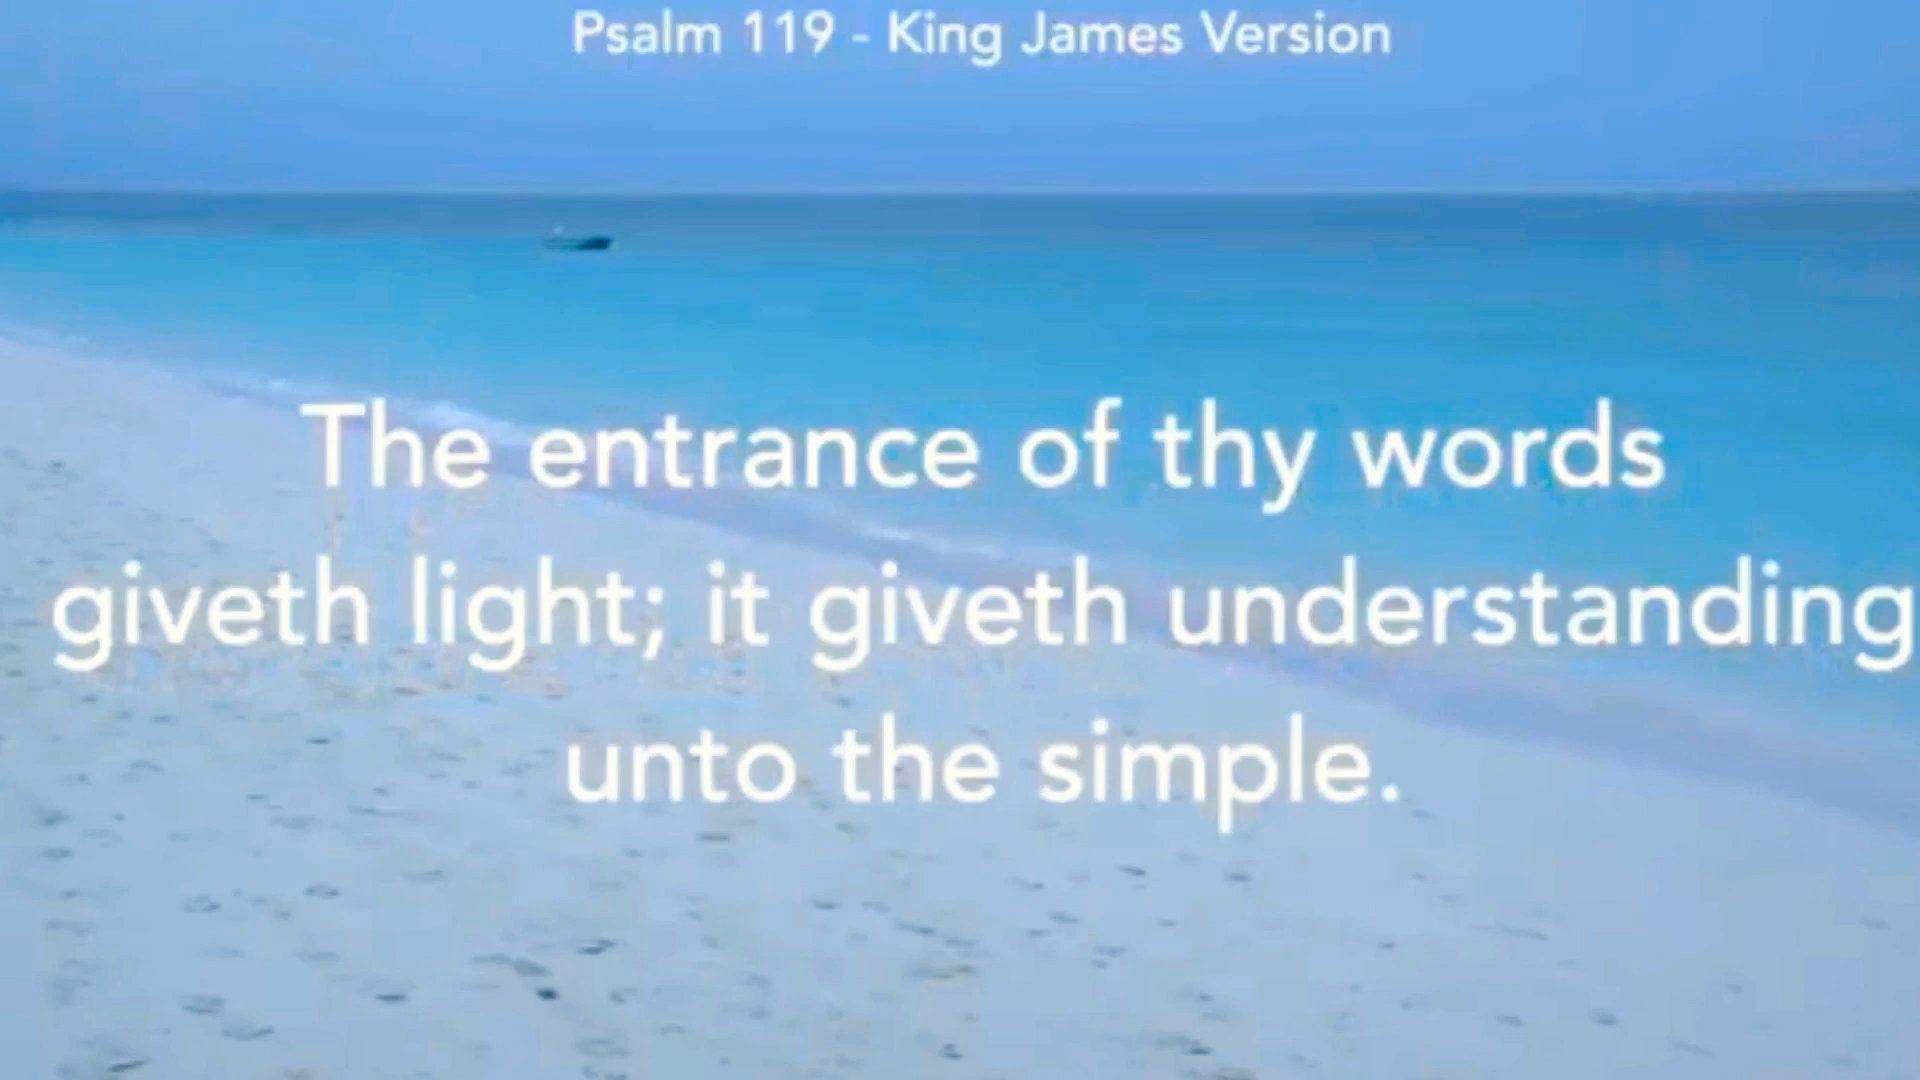 Psalm 119 - King James Version
The entrance of thy words
giveth light; it giveth understanding
unto the simple.